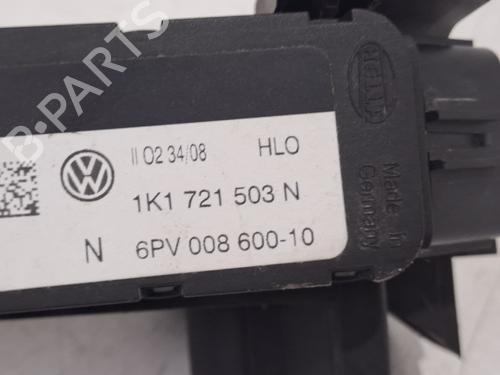 II 02 34/08 HLO
1K1 721 503 N
N 6PV 008 600-10
HELLA
Made in
Germany
B-PARTS